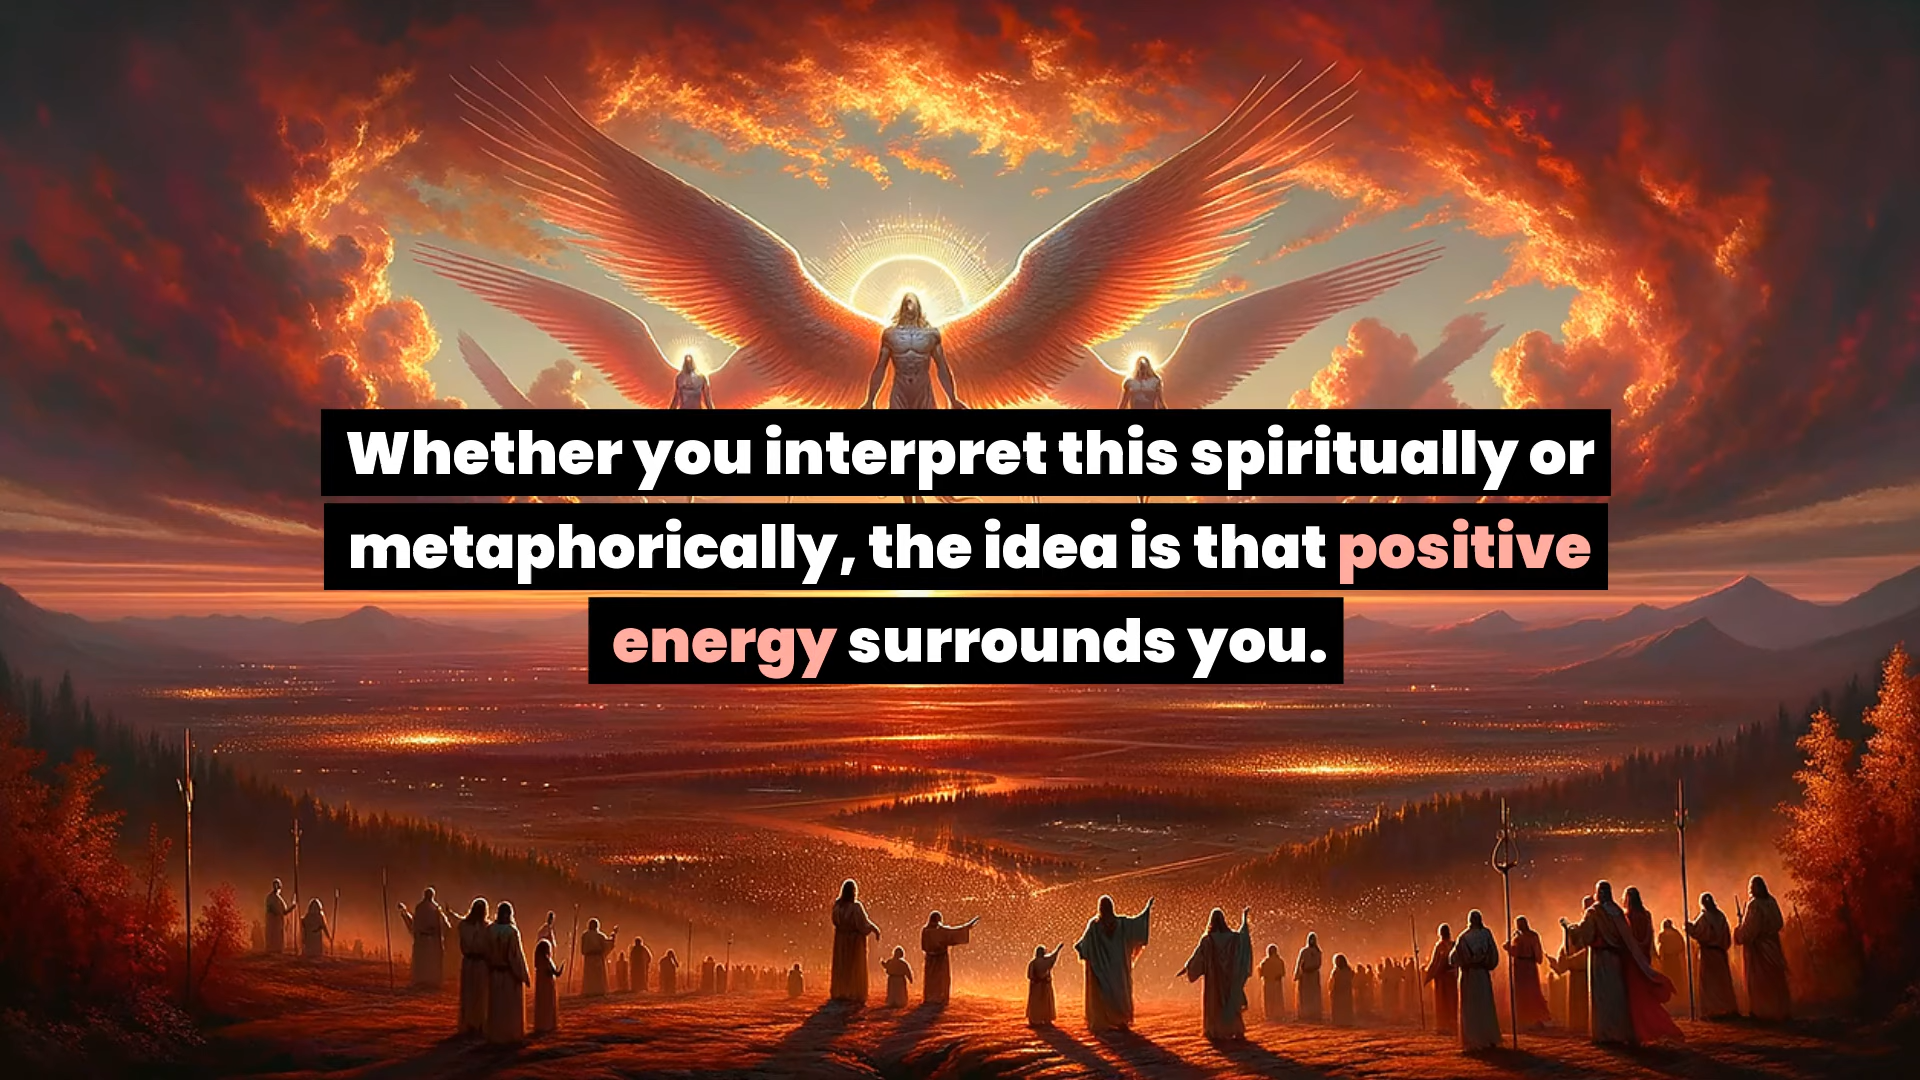 Whether you interpret this spiritually or
metaphorically, the idea is that positive
energy surrounds you.